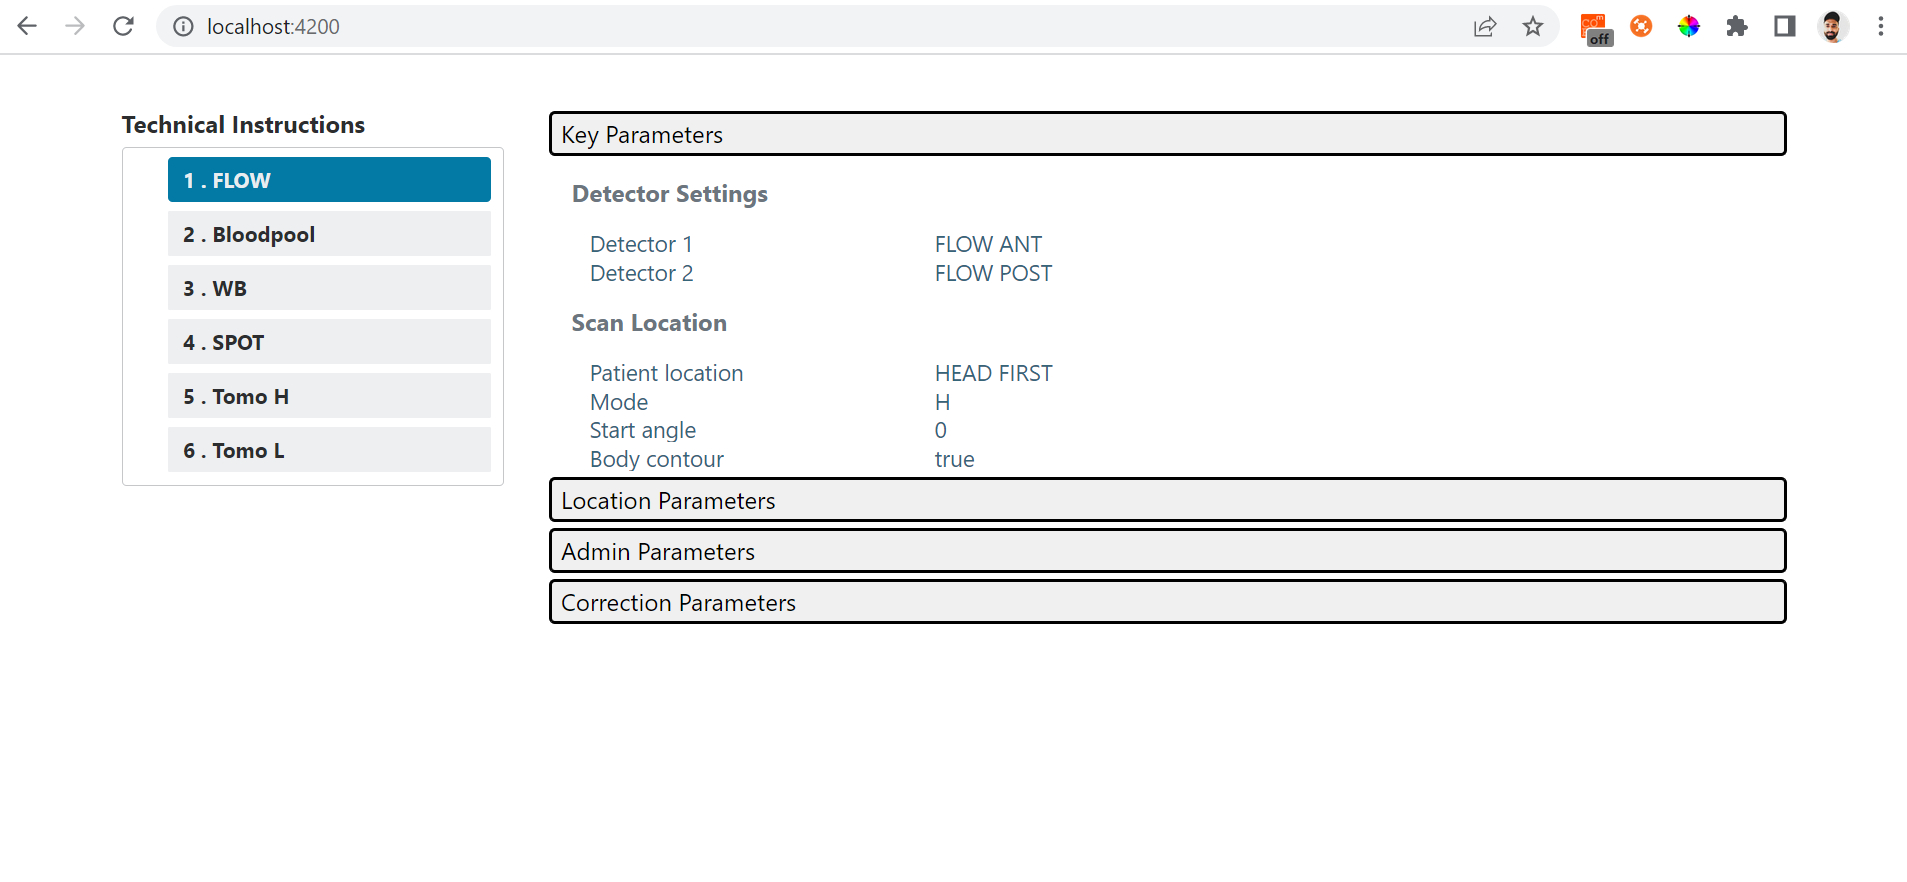 localhost:4200
off
Technical Instructions
1 . FLOW
2 . Bloodpool
3 . WB
4 . SPOT
5 . Tomo H
6 . Tomo L
Key Parameters
Detector Settings
Detector 1 FLOW ANT
Detector 2 FLOW POST
Scan Location
Patient location HEAD FIRST
Mode H
Start angle 0
Body contour true
Location Parameters
Admin Parameters
Correction Parameters